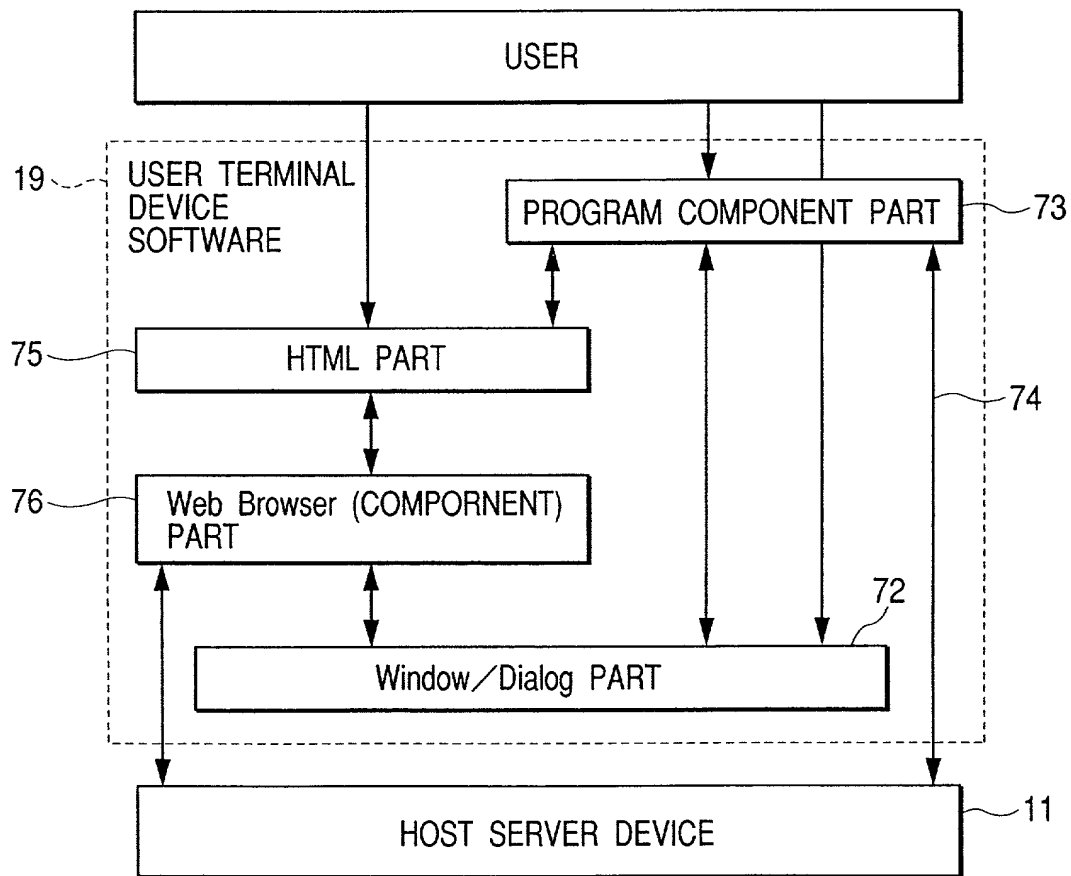 USER
19
USER TERMINAL
DEVICE
SOFTWARE
PROGRAM COMPONENT PART
73
75
HTML PART
74
76
Web Browser (COMPORNENT)
PART
72
Window／Dialog PART
HOST SERVER DEVICE
11